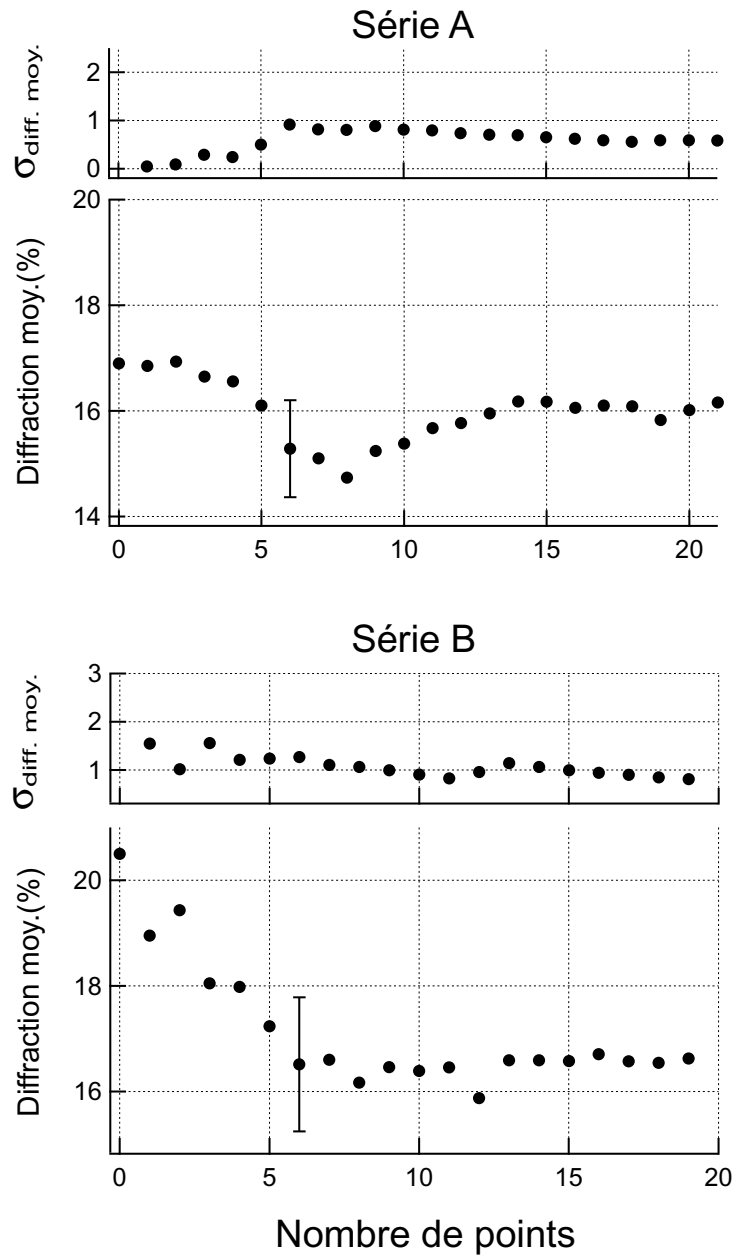 Série A
σdiff. moy.
2
1
0
Diffraction moy.(%)
20
18
16
14
0 5 10 15 20
Série B
σdiff. moy.
3
2
1
Diffraction moy.(%)
20
18
16
0 5 10 15 20
Nombre de points